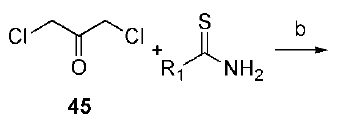 Cl Cl + S b
O R₁ NH₂
45